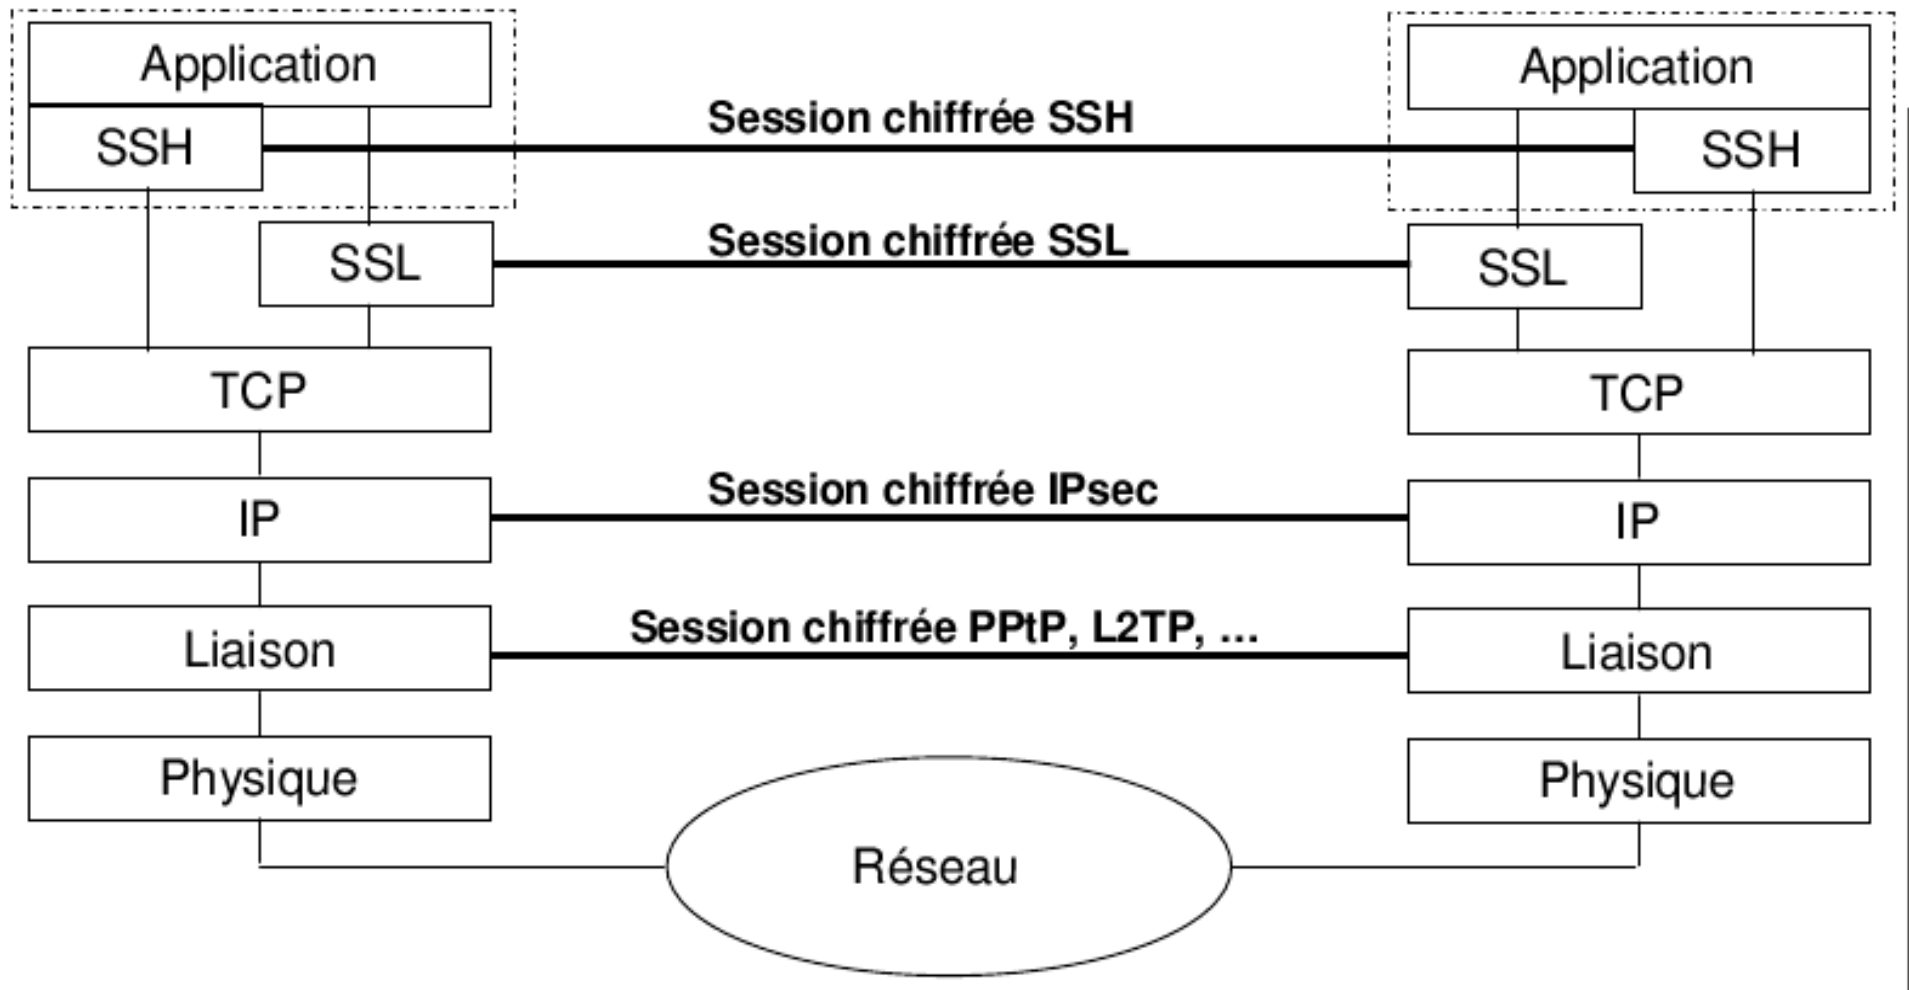 Application
Application
Session chiffrée SSH
SSH
SSH
Session chiffrée SSL
SSL
SSL
TCP
TCP
Session chiffrée IPsec
IP
IP
Session chiffrée PPtP, L2TP, ...
Liaison
Liaison
Physique
Physique
Réseau